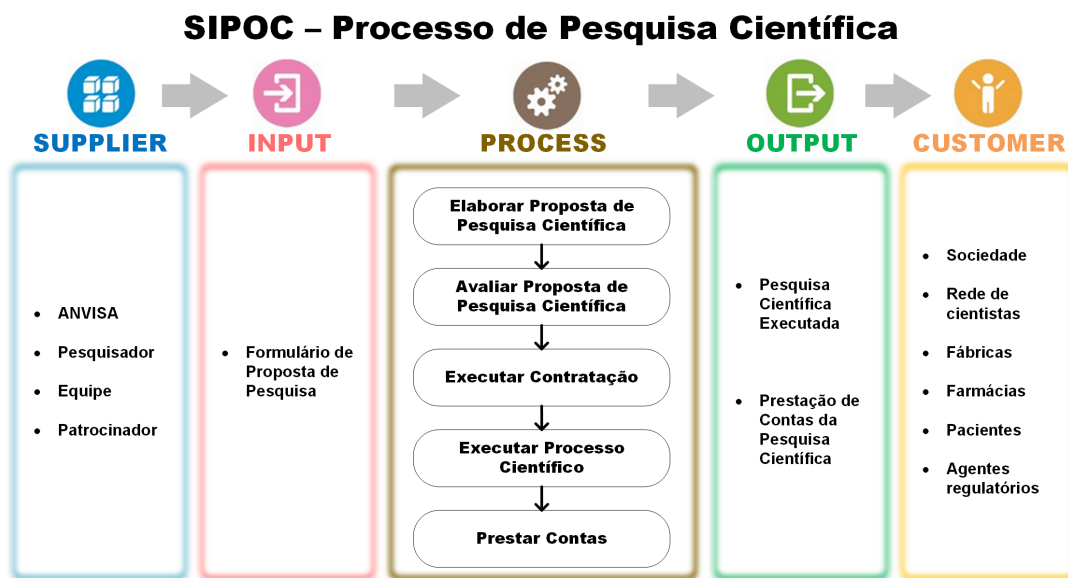 SIPOC – Processo de Pesquisa Científica
SUPPLIER
INPUT
PROCESS
OUTPUT
CUSTOMER
• ANVISA
• Pesquisador
• Equipe
• Patrocinador
• Formulário de
Proposta de
Pesquisa
Elaborar Proposta de
Pesquisa Científica
Avaliar Proposta de
Pesquisa Científica
Executar Contratação
Executar Processo
Científico
Prestar Contas
• Pesquisa
Científica
Executada
• Prestação de
Contas da
Pesquisa
Científica
• Sociedade
• Rede de
cientistas
• Fábricas
• Farmácias
• Pacientes
• Agentes
regulatórios